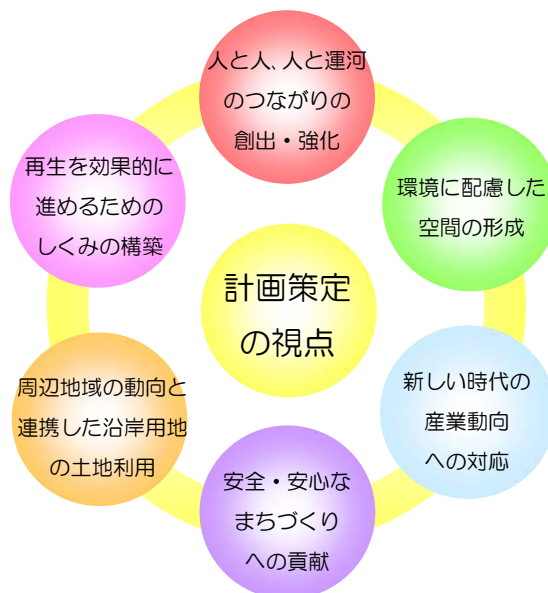 人と人、人と運河
のつながりの
創出・強化
環境に配慮した
空間の形成
新しい時代の
産業動向
への対応
安全・安心な
まちづくり
への貢献
周辺地域の動向と
連携した沿岸用地
の土地利用
再生を効果的に
進めるための
しくみの構築
計画策定
の視点